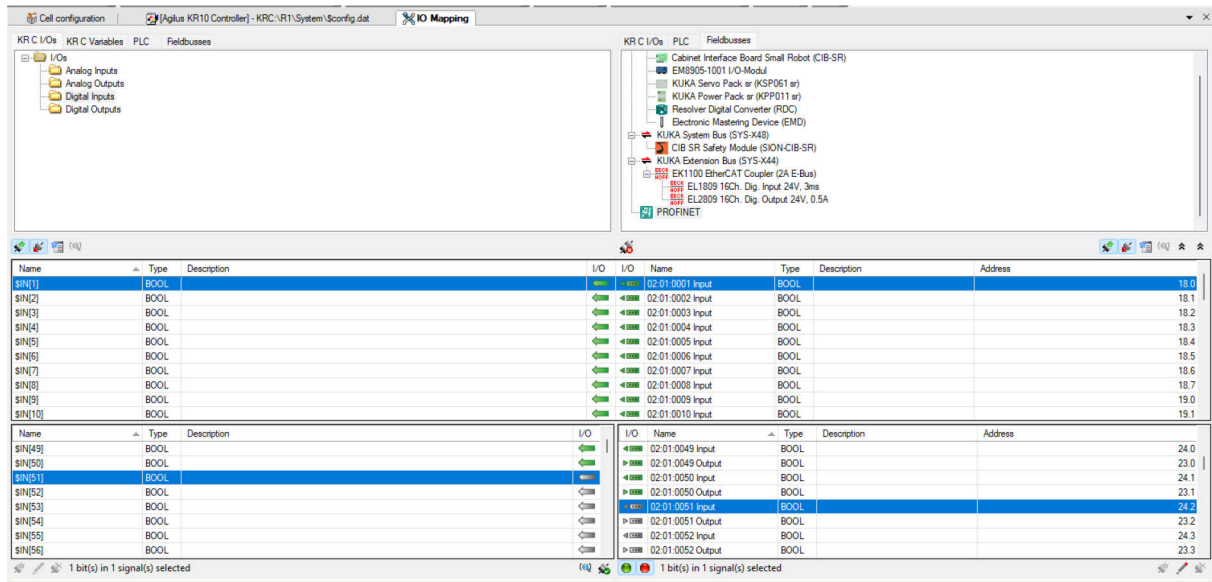 Cell configuration [Agilus KR10 Controller] - KRC:\R1\System\$config.dat IO Mapping
KR C I/Os KR C Variables PLC Fieldbusses
I/Os
Analog Inputs
Analog Outputs
Digital Inputs
Digital Outputs
KR C I/Os PLC Fieldbusses
Cabinet Interface Board Small Robot (CIB-SR)
EM8905-1001 I/O-Modul
KUKA Servo Pack sr (KSP061 sr)
KUKA Power Pack sr (KPP011 sr)
Resolver Digital Converter (RDC)
Electronic Mastering Device (EMD)
KUKA System Bus (SYS-X48)
CIB SR Safety Module (SION-CIB-SR)
KUKA Extension Bus (SYS-X44)
BECK HOFF EK1100 EtherCAT Coupler (2A E-Bus)
BECK HOFF EL1809 16Ch. Dig. Input 24V, 3ms
BECK HOFF EL2809 16Ch. Dig. Output 24V, 0.5A
PROFINET
Name Type Description I/O I/O Name Type Description Address
$IN[1] BOOL 02:01:0001 Input BOOL 18.0
$IN[2] BOOL 02:01:0002 Input BOOL 18.1
$IN[3] BOOL 02:01:0003 Input BOOL 18.2
$IN[4] BOOL 02:01:0004 Input BOOL 18.3
$IN[5] BOOL 02:01:0005 Input BOOL 18.4
$IN[6] BOOL 02:01:0006 Input BOOL 18.5
$IN[7] BOOL 02:01:0007 Input BOOL 18.6
$IN[8] BOOL 02:01:0008 Input BOOL 18.7
$IN[9] BOOL 02:01:0009 Input BOOL 19.0
$IN[10] BOOL 02:01:0010 Input BOOL 19.1
Name Type Description I/O I/O Name Type Description Address
$IN[49] BOOL 02:01:0049 Input BOOL 24.0
$IN[50] BOOL 02:01:0049 Output BOOL 23.0
$IN[51] BOOL 02:01:0050 Input BOOL 24.1
$IN[52] BOOL 02:01:0050 Output BOOL 23.1
$IN[53] BOOL 02:01:0051 Input BOOL 24.2
$IN[54] BOOL 02:01:0051 Output BOOL 23.2
$IN[55] BOOL 02:01:0052 Input BOOL 24.3
$IN[56] BOOL 02:01:0052 Output BOOL 23.3
1 bit(s) in 1 signal(s) selected 1 bit(s) in 1 signal(s) selected